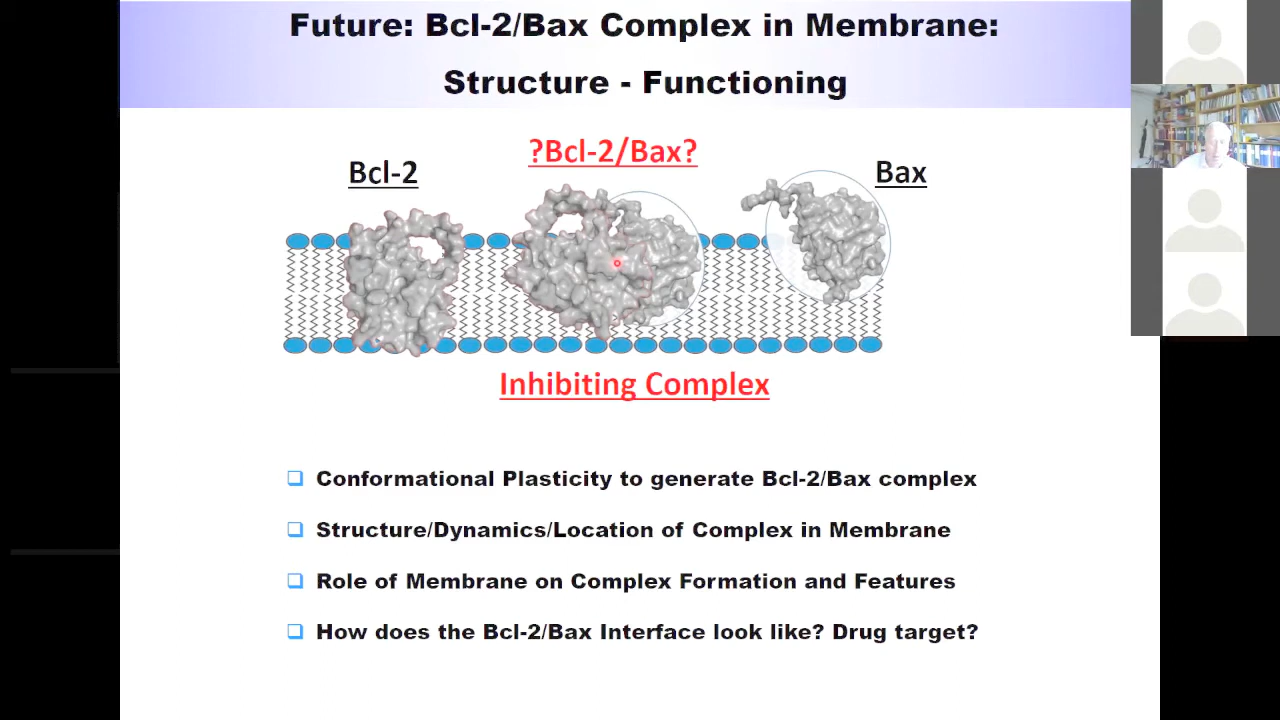 Future: Bcl-2/Bax Complex in Membrane:
Structure - Functioning
?Bcl-2/Bax?
Bcl-2
Bax
Inhibiting Complex
Conformational Plasticity to generate Bcl-2/Bax complex
Structure/Dynamics/Location of Complex in Membrane
Role of Membrane on Complex Formation and Features
How does the Bcl-2/Bax Interface look like? Drug target?